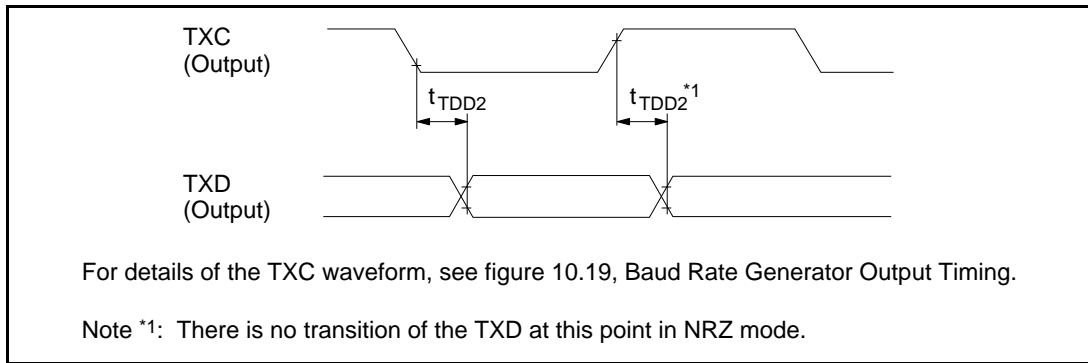 TXC
(Output)
tTDD2
tTDD2*1
TXD
(Output)
For details of the TXC waveform, see figure 10.19, Baud Rate Generator Output Timing.
Note *1: There is no transition of the TXD at this point in NRZ mode.